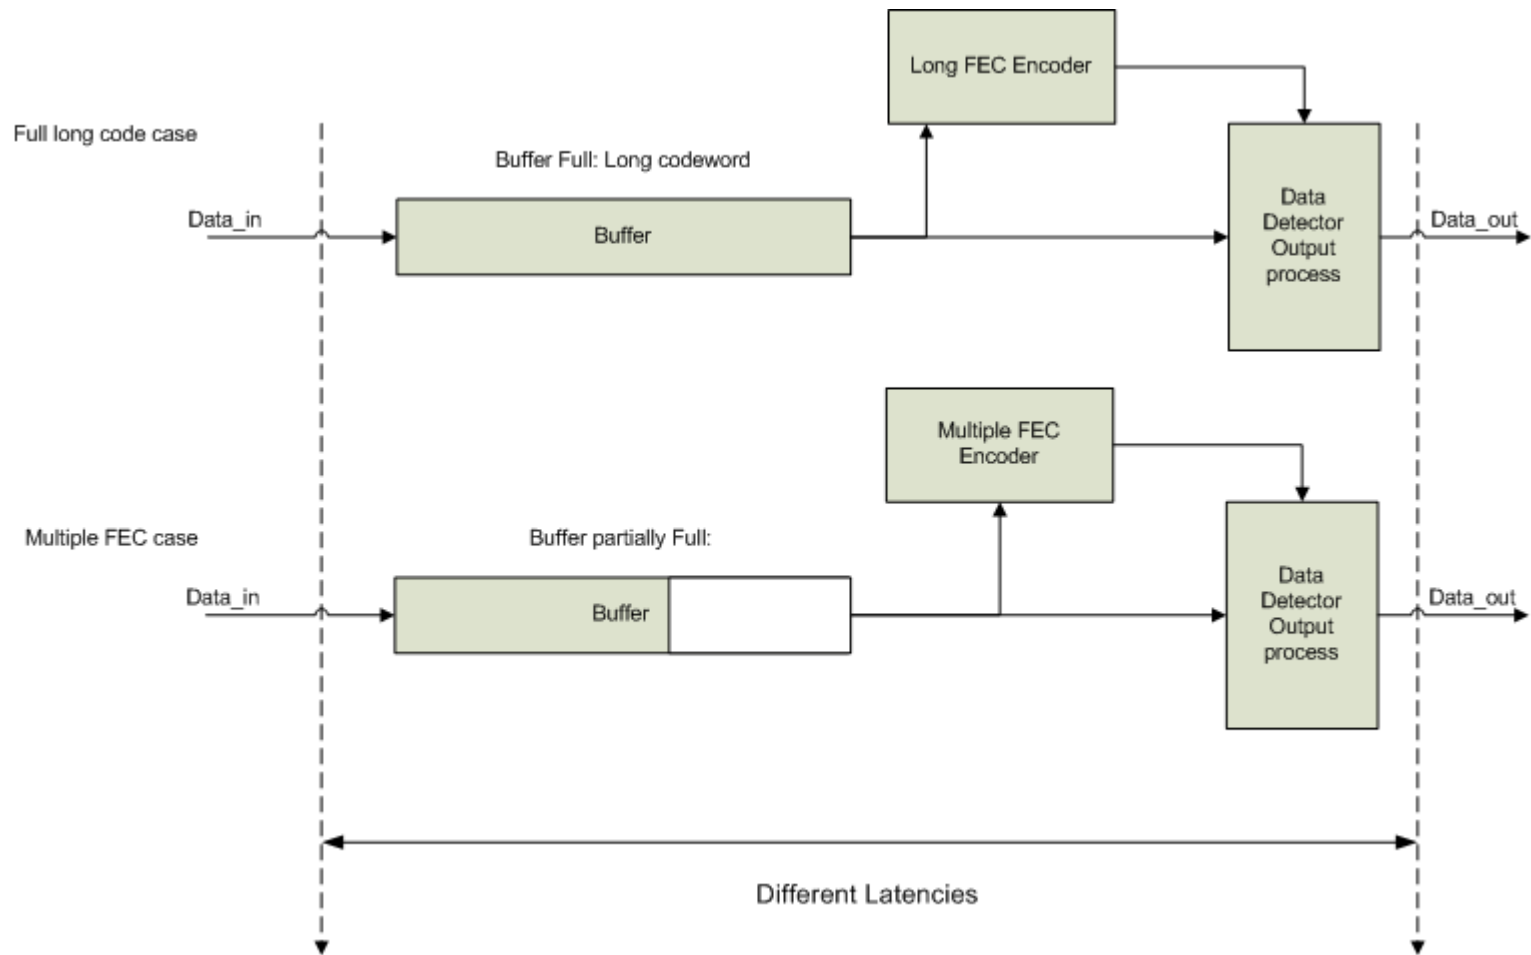 Long FEC Encoder
Full long code case
Buffer Full: Long codeword
Data_in
Buffer
Data
Detector
Output
process
Data_out
Multiple FEC
Encoder
Multiple FEC case
Buffer partially Full:
Data_in
Buffer
Data
Detector
Output
process
Data_out
Different Latencies